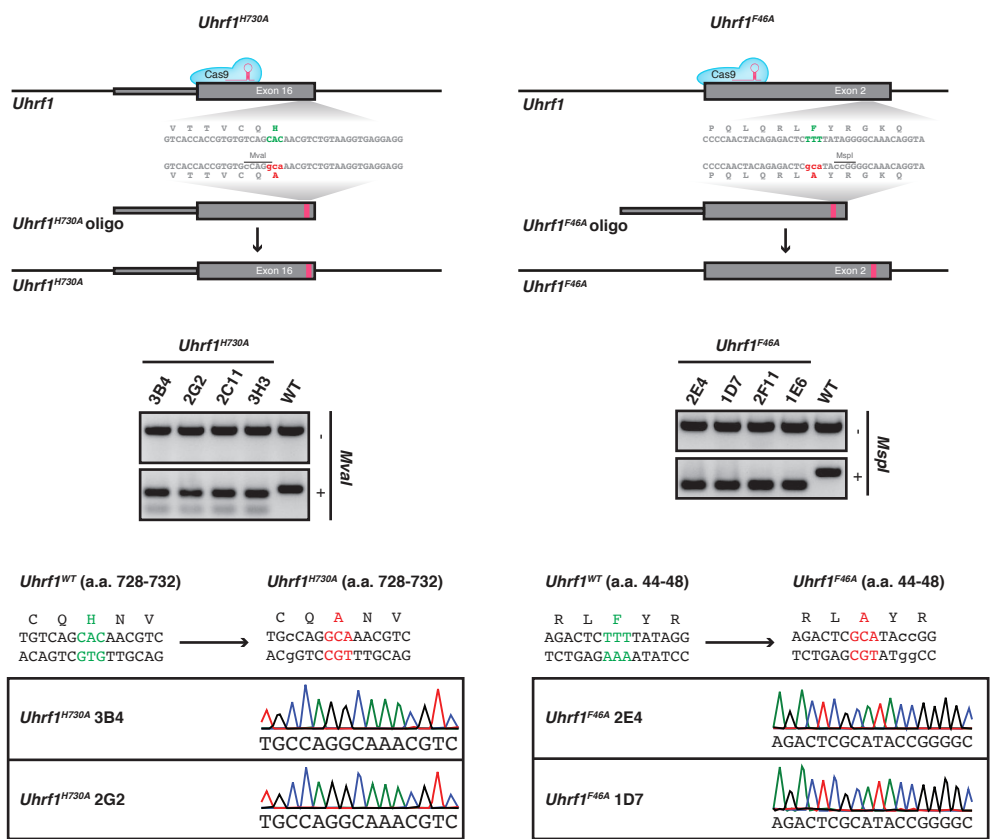 Uhrf1H730A
Cas9
Exon 16
Uhrf1
V T T V C Q H
GTCACCACCGTGTGTCAGCACAACGTCTGTAAGGTGAGGAGG
MvaI
GTCACCACCGTGTGcCAGgcaAACGTCTGTAAGGTGAGGAGG
V T T V C Q A
Uhrf1H730A oligo
Exon 16
Uhrf1H730A
Uhrf1F46A
Cas9
Exon 2
Uhrf1
P Q L Q R L F Y R G K Q
CCCCAACTACAGAGACTCTTTTATAGGGGCAAACAGGTA
MspI
CCCCAACTACAGAGACTCgcaTAccGGGGCAAACAGGTA
P Q L Q R L A Y R G K Q
Uhrf1F46A oligo
Exon 2
Uhrf1F46A
Uhrf1H730A
3B4 2G2 2C11 3H3 WT
-
+
MvaI
Uhrf1F46A
2E4 1D7 2F11 1E6 WT
-
+
MspI
Uhrf1WT (a.a. 728-732)
C Q H N V
TGTCAGCACAACGTC
ACAGTCGTGTTGCAG
Uhrf1H730A (a.a. 728-732)
C Q A N V
TGcCAGGCAAACGTC
ACgGTCCGTTTGCAG
Uhrf1H730A 3B4
TGCCAGGCAAACGTC
Uhrf1H730A 2G2
TGCCAGGCAAACGTC
Uhrf1WT (a.a. 44-48)
R L F Y R
AGACTCTTTTATAGG
TCTGAGAAAATATCC
Uhrf1F46A (a.a. 44-48)
R L A Y R
AGACTCGCATAccGG
TCTGAGCGTATggCC
Uhrf1F46A 2E4
AGACTCGCATACCGGGGC
Uhrf1F46A 1D7
AGACTCGCATACCGGGGC